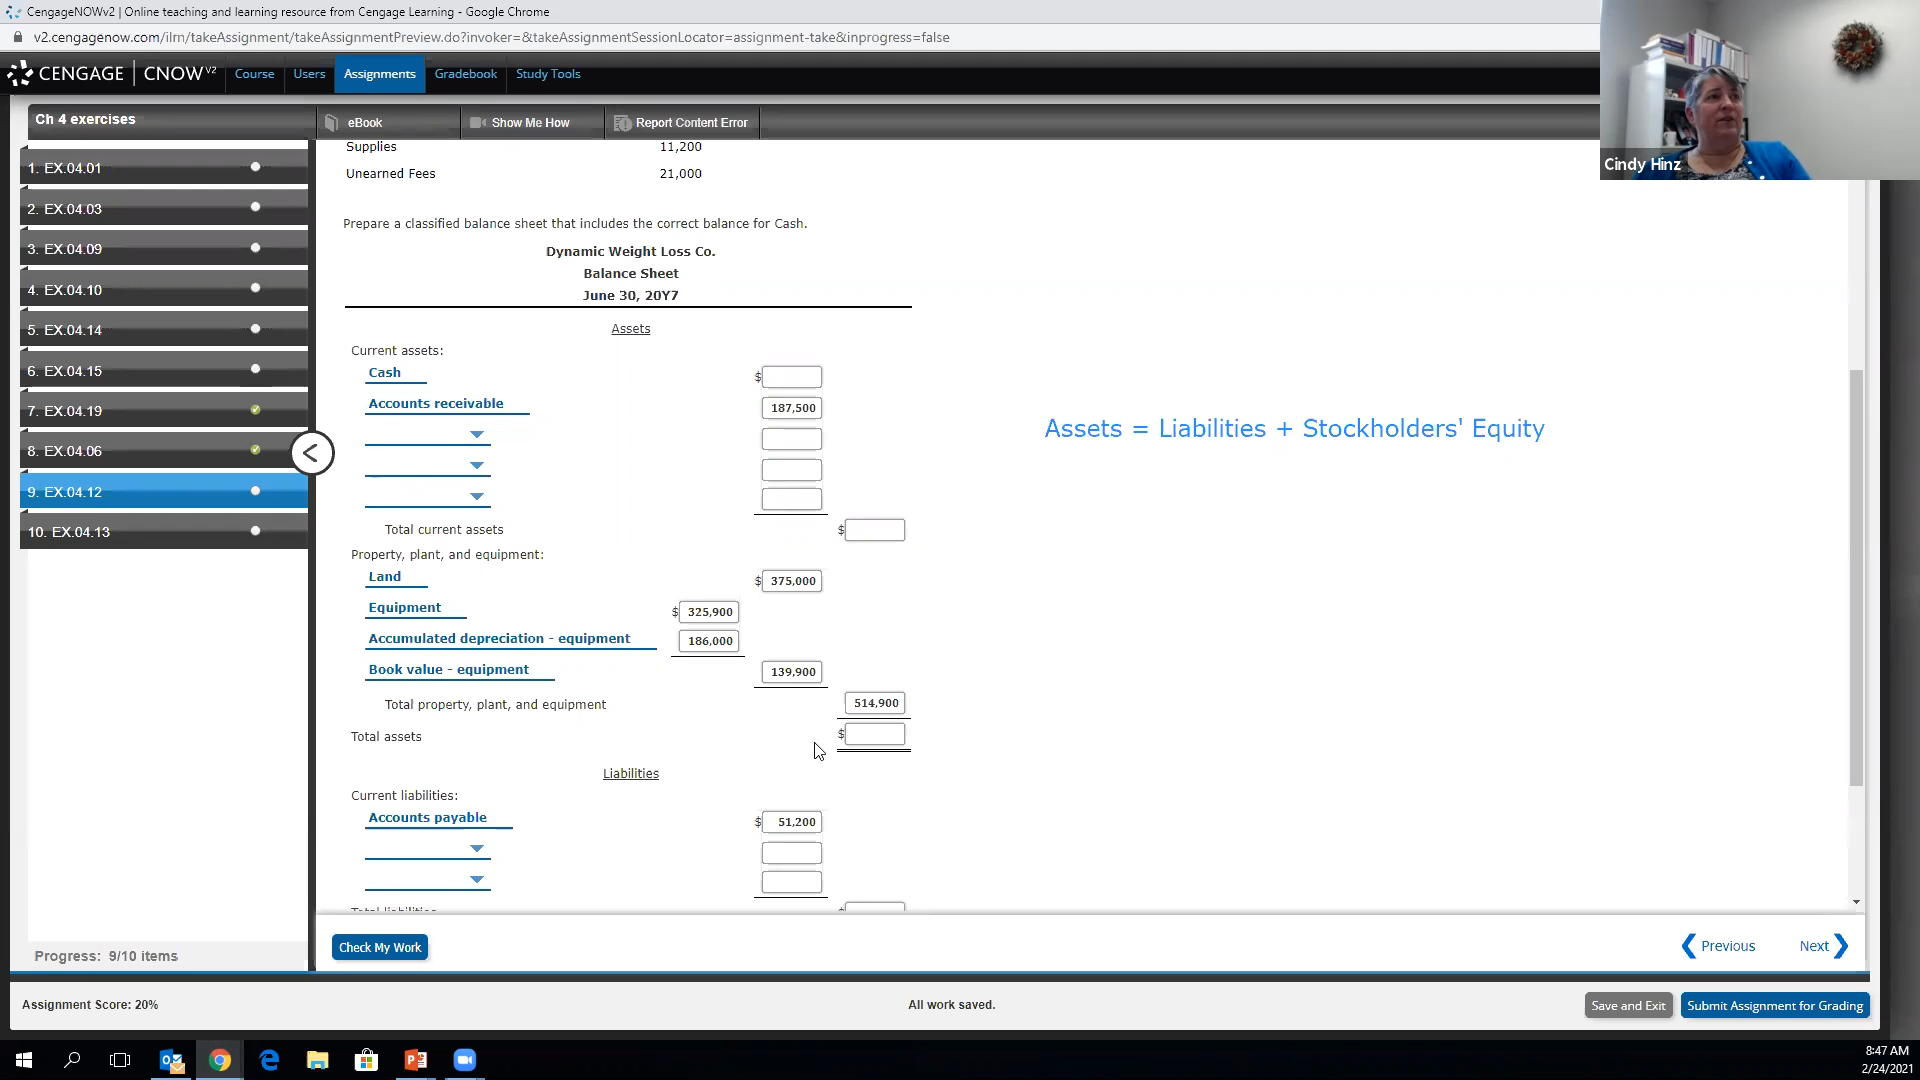 CengageNOWv2 | Online teaching and learning resource from Cengage Learning - Google Chrome
v2.cengagenow.com/ilrn/takeAssignment/takeAssignmentPreview.do?invoker=&takeAssignmentSessionLocator=assignment-take&inprogress=false
CENGAGE | CNOWv2 Course Users Assignments Gradebook Study Tools
Ch 4 exercises
eBook Show Me How Report Content Error
Cindy Hinz
1. EX.04.01
2. EX.04.03
3. EX.04.09
4. EX.04.10
5. EX.04.14
6. EX.04.15
7. EX.04.19
8. EX.04.06
9. EX.04.12
10. EX.04.13
Progress: 9/10 items
Supplies 11,200
Unearned Fees 21,000
Prepare a classified balance sheet that includes the correct balance for Cash.
Dynamic Weight Loss Co.
Balance Sheet
June 30, 20Y7
Assets
Current assets:
Cash $
Accounts receivable 187,500
Total current assets $
Property, plant, and equipment:
Land $ 375,000
Equipment $ 325,900
Accumulated depreciation - equipment 186,000
Book value - equipment 139,900
Total property, plant, and equipment 514,900
Total assets $
Liabilities
Current liabilities:
Accounts payable $ 51,200
Total liabilities $
Assets = Liabilities + Stockholders' Equity
Check My Work
Previous Next
Assignment Score: 20% All work saved. Save and Exit Submit Assignment for Grading
8:47 AM
2/24/2021